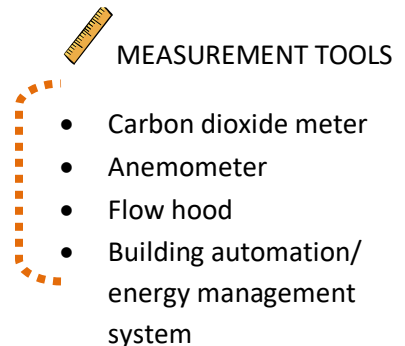 MEASUREMENT TOOLS
• Carbon dioxide meter
• Anemometer
• Flow hood
• Building automation/
energy management
system